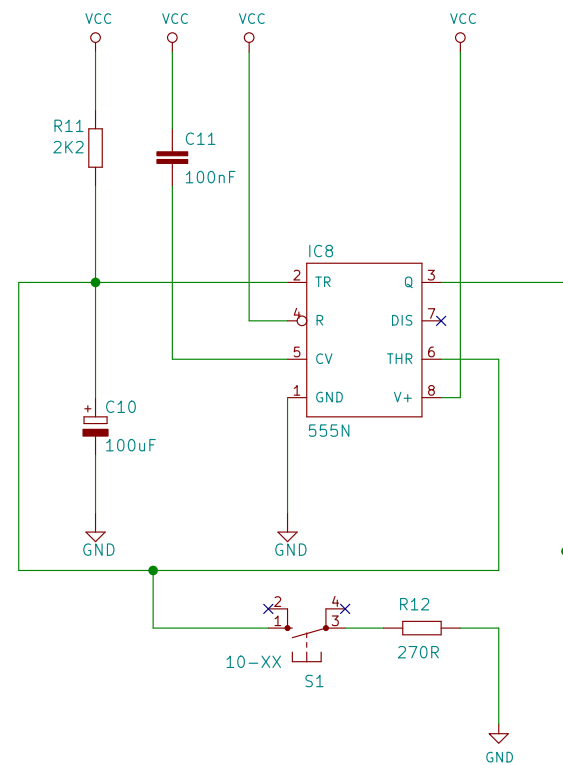 VCC
VCC
VCC
VCC
R11
2K2
C11
100nF
IC8
2
TR
Q
3
4
R
DIS
7
5
CV
THR
6
1
GND
V+
8
555N
+
C10
100uF
GND
GND
2
4
1
3
R12
10-XX
270R
S1
GND